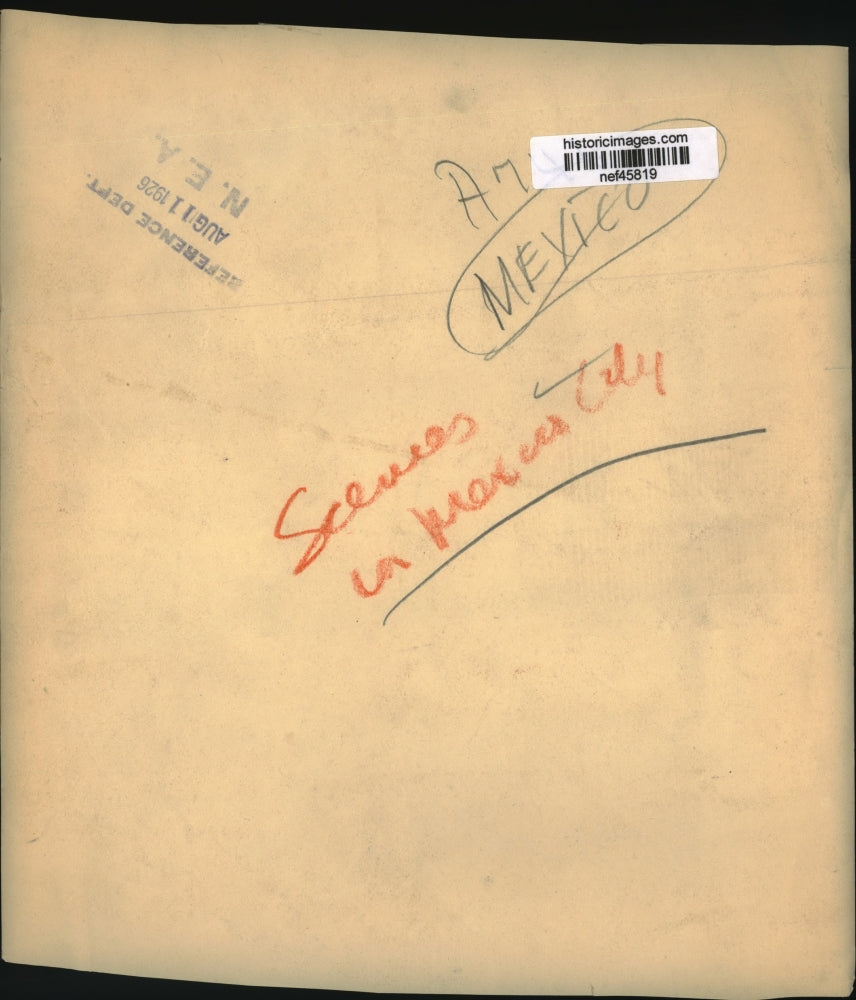 REFERENCE DEPT.
AUG 11 1926
N. E. A.
historicimages.com
nef45819
MEXICO
Scenes
in Mexico City